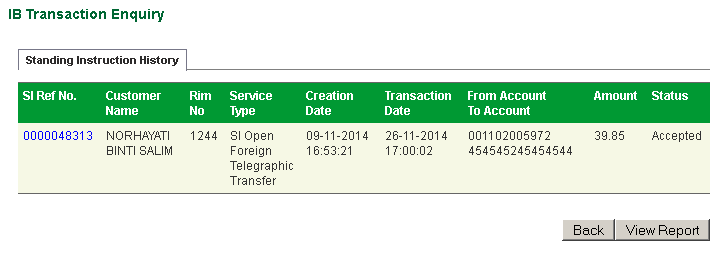 IB Transaction Enquiry
Standing Instruction History
SI Ref No. Customer Name Rim No Service Type Creation Date Transaction Date From Account To Account Amount Status
0000048313 NORHAYATI BINTI SALIM 1244 SI Open Foreign Telegraphic Transfer 09-11-2014 16:53:21 26-11-2014 17:00:02 001102005972 454545245454544 39.85 Accepted
Back View Report